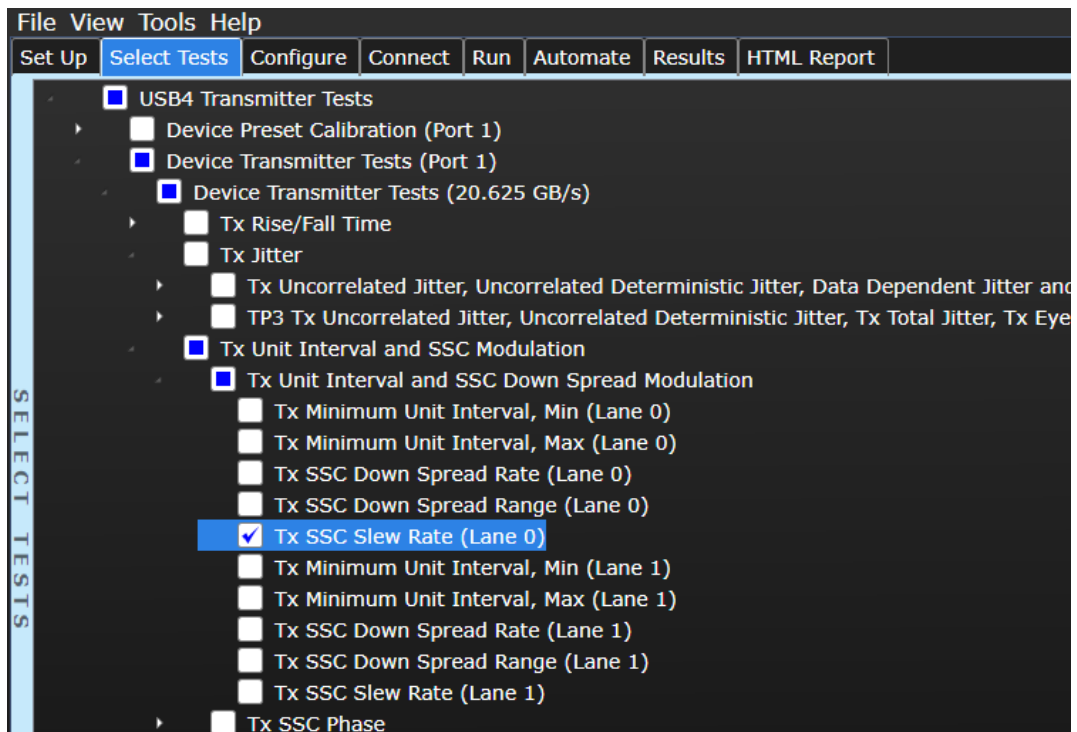 File View Tools Help
Set Up Select Tests Configure Connect Run Automate Results HTML Report
USB4 Transmitter Tests
Device Preset Calibration (Port 1)
Device Transmitter Tests (Port 1)
Device Transmitter Tests (20.625 GB/s)
Tx Rise/Fall Time
Tx Jitter
Tx Uncorrelated Jitter, Uncorrelated Deterministic Jitter, Data Dependent Jitter and
TP3 Tx Uncorrelated Jitter, Uncorrelated Deterministic Jitter, Tx Total Jitter, Tx Eye
Tx Unit Interval and SSC Modulation
Tx Unit Interval and SSC Down Spread Modulation
Tx Minimum Unit Interval, Min (Lane 0)
Tx Minimum Unit Interval, Max (Lane 0)
Tx SSC Down Spread Rate (Lane 0)
Tx SSC Down Spread Range (Lane 0)
Tx SSC Slew Rate (Lane 0)
Tx Minimum Unit Interval, Min (Lane 1)
Tx Minimum Unit Interval, Max (Lane 1)
Tx SSC Down Spread Rate (Lane 1)
Tx SSC Down Spread Range (Lane 1)
Tx SSC Slew Rate (Lane 1)
Tx SSC Phase
SELECT TESTS